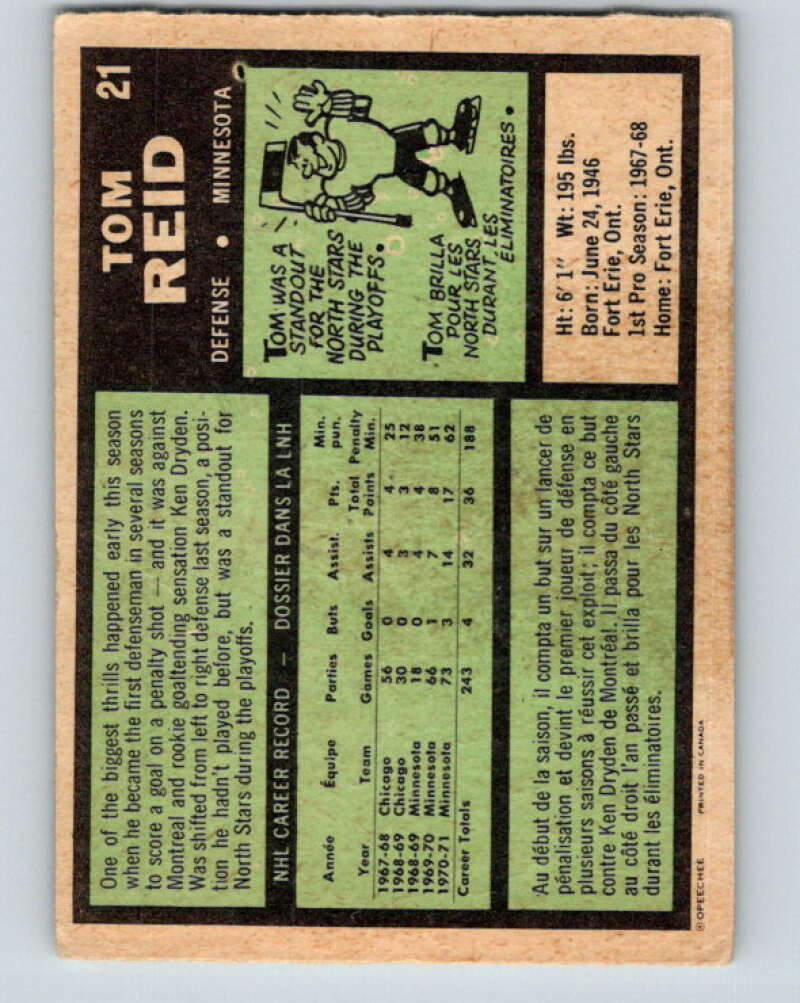 21
TOM
REID
DEFENSE • MINNESOTA
TOM WAS A
STANDOUT
FOR THE
NORTH STARS
DURING THE
PLAYOFFS.
TOM BRILLA
POUR LES
NORTH STARS
DURANT LES
ÉLIMINATOIRES.
Ht: 6' 1" Wt: 195 lbs.
Born: June 24, 1946
Fort Erie, Ont.
1st Pro Season: 1967-68
Home: Fort Erie, Ont.
One of the biggest thrills happened early this season
when he became the first defenseman in several seasons
to score a goal on a penalty shot — and it was against
Montreal and rookie goaltending sensation Ken Dryden.
Was shifted from left to right defense last season, a posi-
tion he hadn't played before, but was a standout for
North Stars during the playoffs.
NHL CAREER RECORD — DOSSIER DANS LA LNH
Année Équipe Parties Buts Assist. Pts. Min. pun.
Year Team Games Goals Assists Total Points Penalty Min.
1967-68 Chicago 56 0 4 4 25
1968-69 Chicago 30 0 3 3 12
1968-69 Minnesota 18 0 4 4 38
1969-70 Minnesota 66 1 7 8 51
1970-71 Minnesota 73 3 14 17 62
Career Totals 243 4 32 36 188
Au début de la saison, il compta un but sur un lancer de
pénalisation et devint le premier joueur de défense en
plusieurs saisons à réussir cet exploit; il compta ce but
contre Ken Dryden de Montréal. Il passa du côté gauche
au côté droit l'an passé et brilla pour les North Stars
durant les éliminatoires.
© OPEECHEE PRINTED IN CANADA